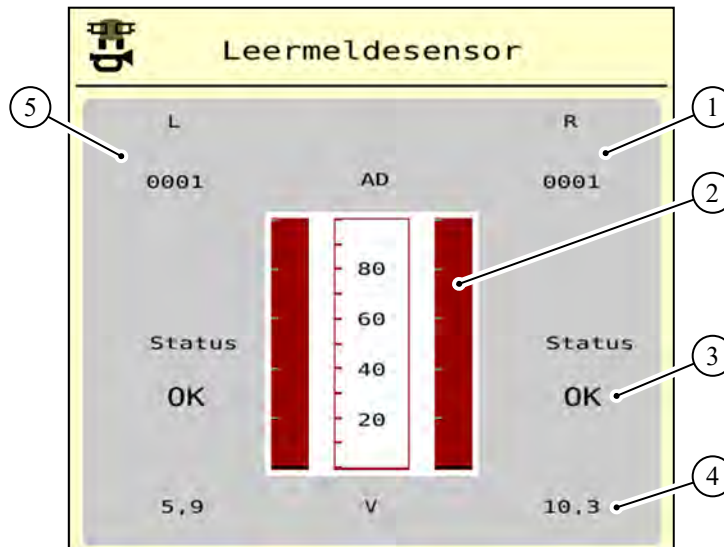 Leermeldesensor
5
L
R
1
0001
AD
0001
2
80
60
Status
Status
3
40
OK
OK
20
4
5,9
V
10,3